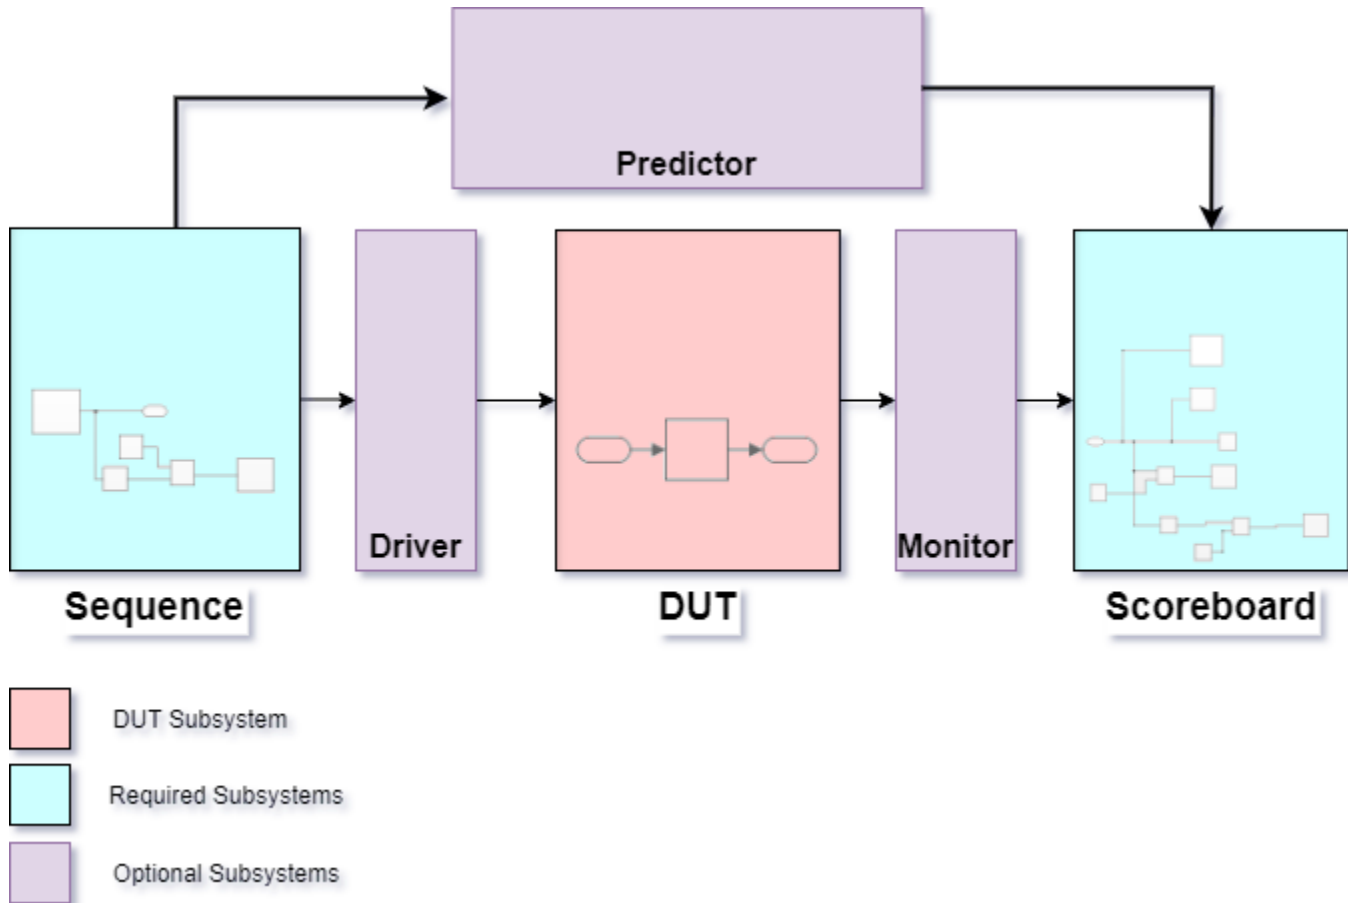 Predictor
Driver
Monitor
Sequence
DUT
Scoreboard
DUT Subsystem
Required Subsystems
Optional Subsystems